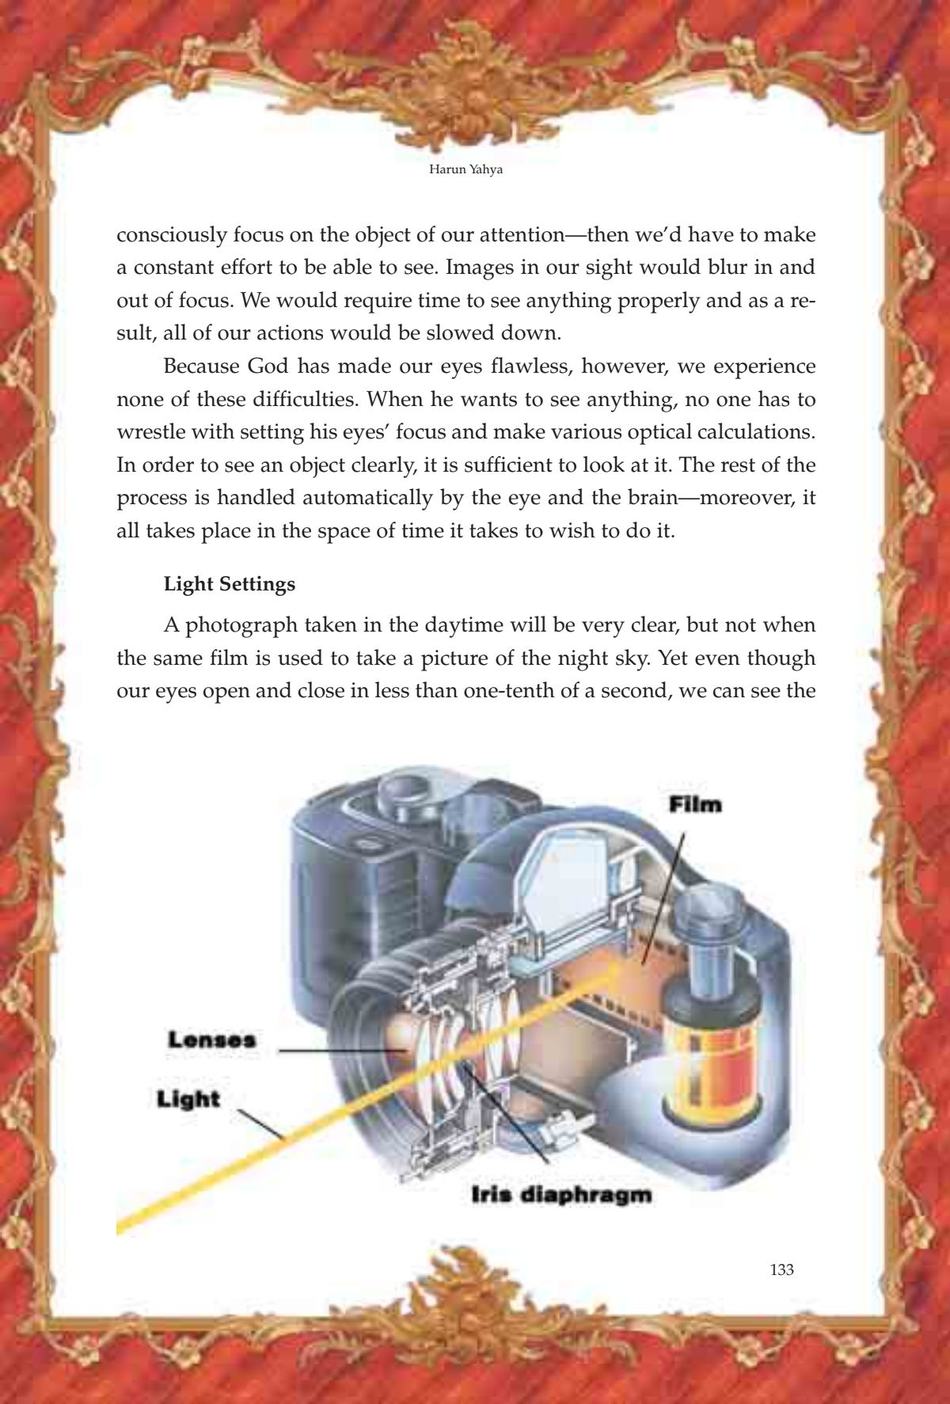 Harun Yahya
consciously focus on the object of our attention—then we’d have to make
a constant effort to be able to see. Images in our sight would blur in and
out of focus. We would require time to see anything properly and as a re-
sult, all of our actions would be slowed down.
Because God has made our eyes flawless, however, we experience
none of these difficulties. When he wants to see anything, no one has to
wrestle with setting his eyes’ focus and make various optical calculations.
In order to see an object clearly, it is sufficient to look at it. The rest of the
process is handled automatically by the eye and the brain—moreover, it
all takes place in the space of time it takes to wish to do it.
Light Settings
A photograph taken in the daytime will be very clear, but not when
the same film is used to take a picture of the night sky. Yet even though
our eyes open and close in less than one-tenth of a second, we can see the
Film
Lenses
Light
Iris diaphragm
133